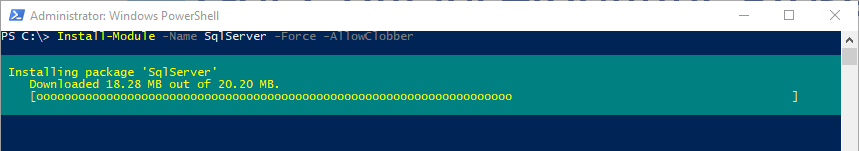 Administrator: Windows PowerShell
PS C:\> Install-Module -Name SqlServer -Force -AllowClobber
Installing package 'SqlServer'
Downloaded 18.28 MB out of 20.20 MB.
[oooooooooooooooooooooooooooooooooooooooooooooooooooooooooooooooooooo                                        ]